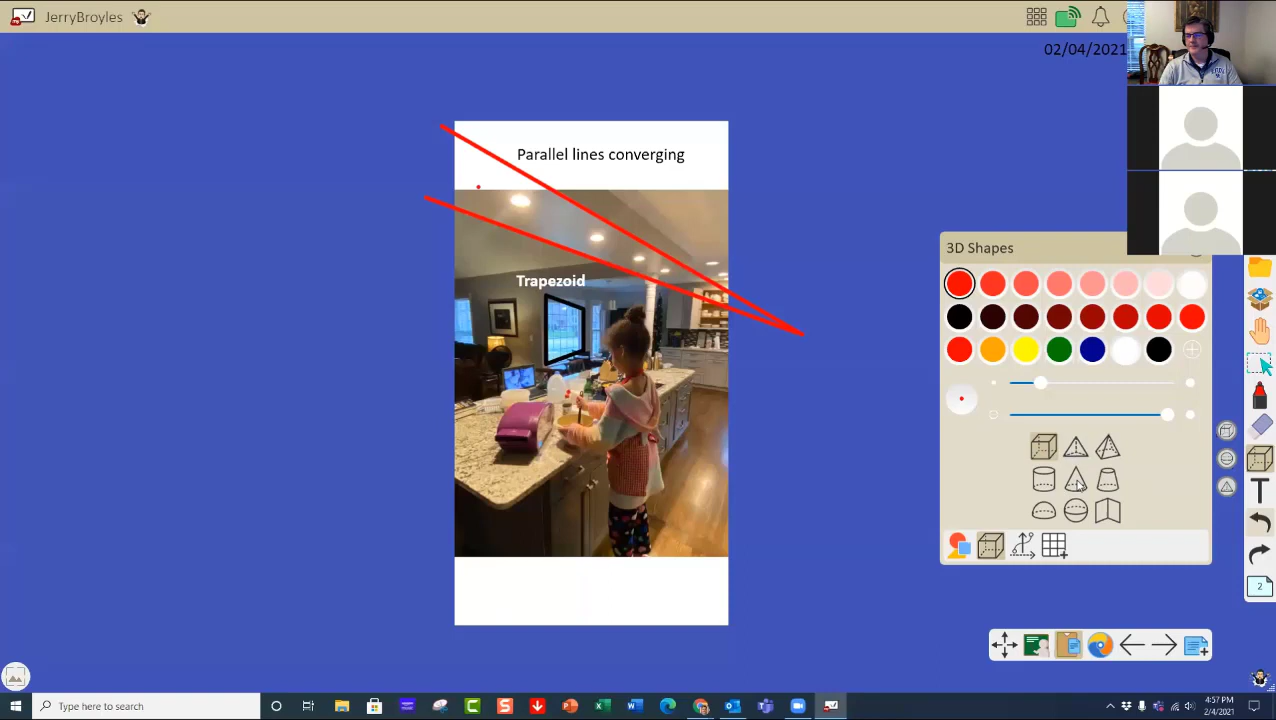 JerryBroyles
02/04/2021
Parallel lines converging
Trapezoid
3D Shapes
T
2
Type here to search
4:57 PM
2/4/2021